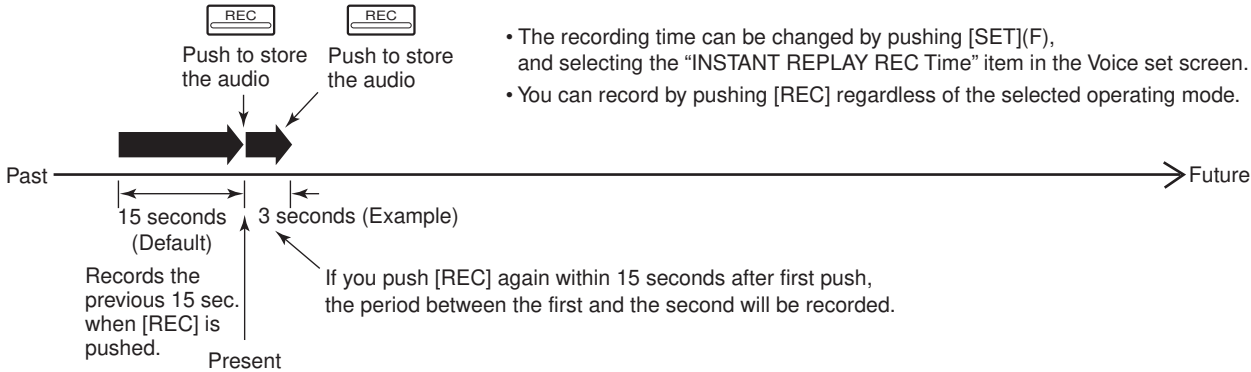 REC
REC
Push to store
the audio
Push to store
the audio
• The recording time can be changed by pushing [SET](F),
and selecting the “INSTANT REPLAY REC Time” item in the Voice set screen.
• You can record by pushing [REC] regardless of the selected operating mode.
Past
Future
15 seconds
(Default)
3 seconds (Example)
Records the
previous 15 sec.
when [REC] is
pushed.
If you push [REC] again within 15 seconds after first push,
the period between the first and the second will be recorded.
Present